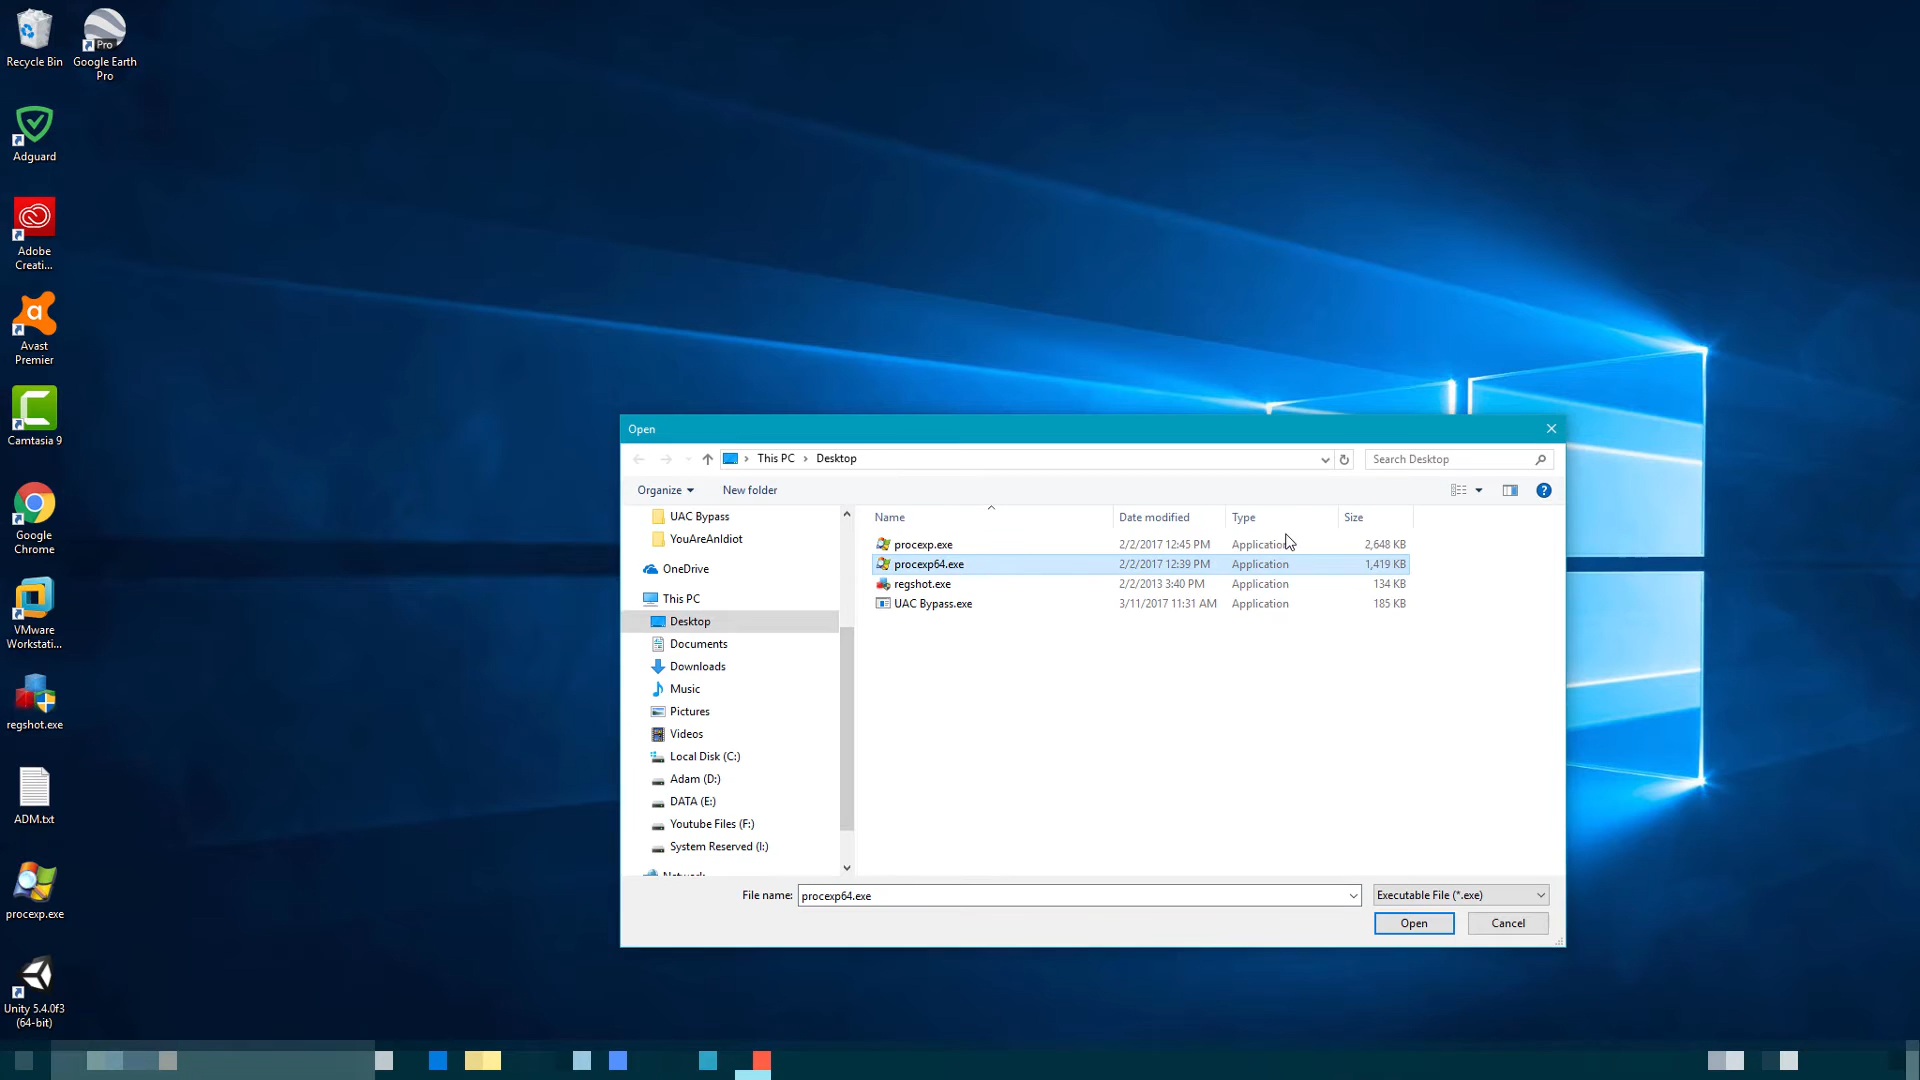 Recycle Bin
Google Earth
Pro
Pro
Adguard
Adobe
Creati...
Avast
Premier
Camtasia 9
Google
Chrome
VMware
Workstati...
regshot.exe
ADM.txt
procexp.exe
Unity 5.4.0f3
(64-bit)
Open
This PC > Desktop
Search Desktop
Organize
New folder
UAC Bypass
YouAreAnIdiot
OneDrive
This PC
Desktop
Documents
Downloads
Music
Pictures
Videos
Local Disk (C:)
Adam (D:)
DATA (E:)
Youtube Files (F:)
System Reserved (I:)
Network
Name Date modified Type Size
procexp.exe 2/2/2017 12:45 PM Application 2,648 KB
procexp64.exe 2/2/2017 12:39 PM Application 1,419 KB
regshot.exe 2/2/2013 3:40 PM Application 134 KB
UAC Bypass.exe 3/11/2017 11:31 AM Application 185 KB
File name: procexp64.exe
Executable File (*.exe)
Open
Cancel